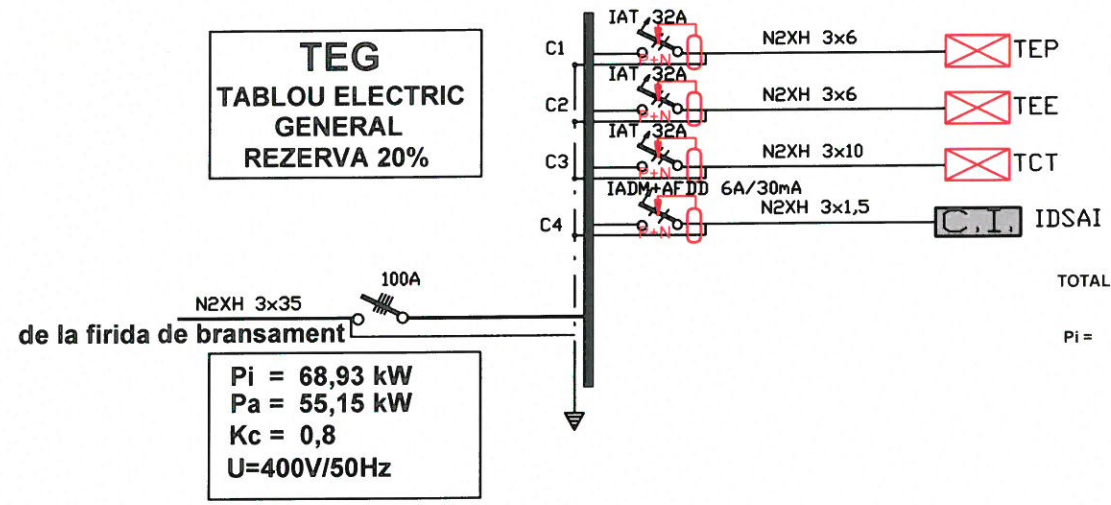 TEG
TABLOU ELECTRIC
GENERAL
REZERVA 20%
IAT 32A
C1
P+N
N2XH 3x6
TEP
IAT 32A
C2
P+N
N2XH 3x6
TEE
IAT 32A
C3
P+N
N2XH 3x10
TCT
IADM+AFDD 6A/30mA
C4
P+N
N2XH 3x1,5
C.I.
IDSAI
TOTAL
Pi =
100A
N2XH 3x35
de la firida de bransament
Pi = 68,93 kW
Pa = 55,15 kW
Kc = 0,8
U=400V/50Hz